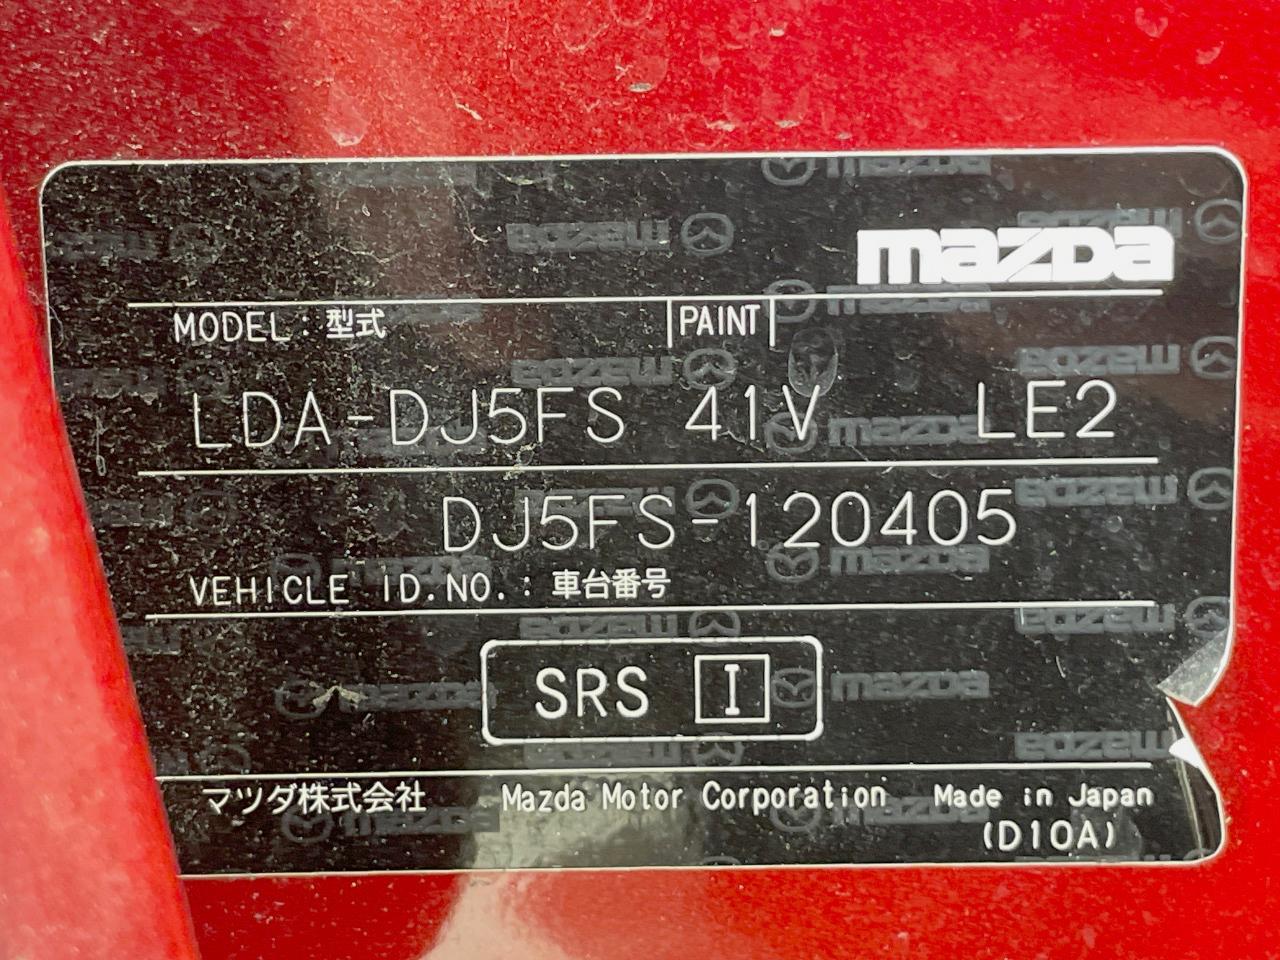 mazda
MODEL: 型式 PAINT
LDA-DJ5FS 41V LE2
DJ5FS-120405
VEHICLE ID.NO.: 車台番号
SRS I
マツダ株式会社 Mazda Motor Corporation Made in Japan
(D10A)